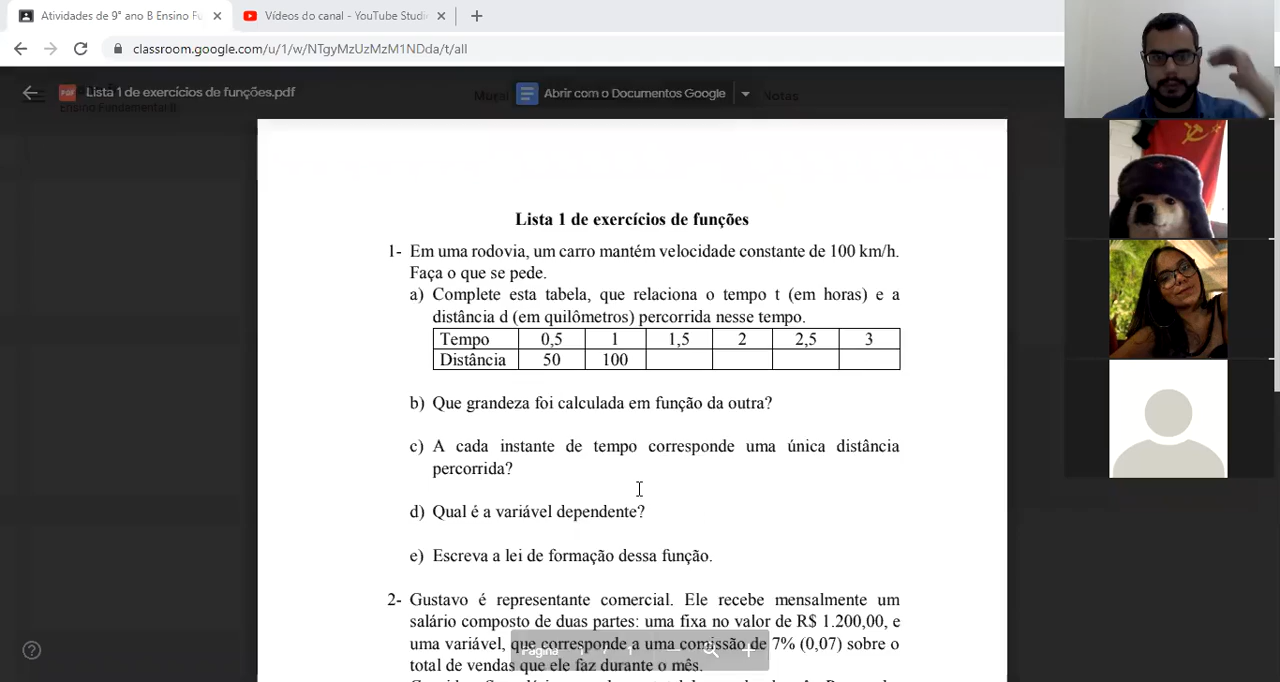 Atividades de 9° ano B Ensino Fu
Vídeos do canal - YouTube Studi
classroom.google.com/u/1/w/NTgyMzUzMzM1NDda/t/all
Lista 1 de exercícios de funções.pdf
Abrir com o Documentos Google
Notas
Ensino Fundamental II
Lista 1 de exercícios de funções
1- Em uma rodovia, um carro mantém velocidade constante de 100 km/h.
Faça o que se pede.
a) Complete esta tabela, que relaciona o tempo t (em horas) e a
distância d (em quilômetros) percorrida nesse tempo.
Tempo 0,5 1 1,5 2 2,5 3
Distância 50 100
b) Que grandeza foi calculada em função da outra?
c) A cada instante de tempo corresponde uma única distância
percorrida?
d) Qual é a variável dependente?
e) Escreva a lei de formação dessa função.
2- Gustavo é representante comercial. Ele recebe mensalmente um
salário composto de duas partes: uma fixa no valor de R$ 1.200,00, e
uma variável, que corresponde a uma comissão de 7% (0,07) sobre o
total de vendas que ele faz durante o mês.